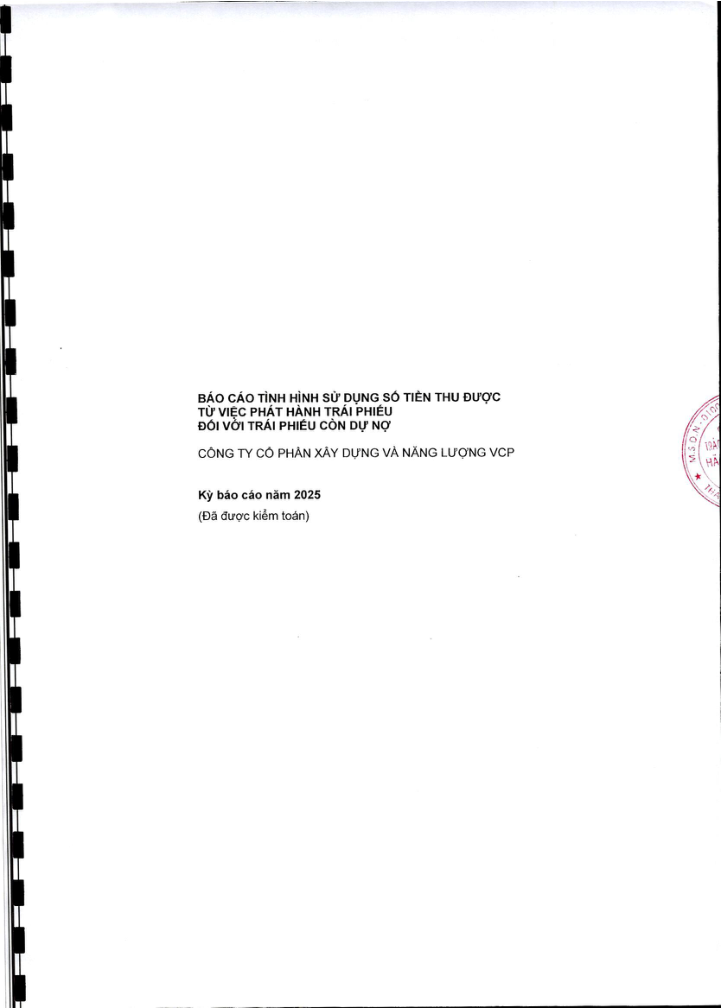 BÁO CÁO TÌNH HÌNH SỬ DỤNG SỐ TIỀN THU ĐƯỢC
TỪ VIỆC PHÁT HÀNH TRÁI PHIẾU
ĐỐI VỚI TRÁI PHIẾU CÒN DƯ NỢ
CÔNG TY CỔ PHẦN XÂY DỰNG VÀ NĂNG LƯỢNG VCP
Kỳ báo cáo năm 2025
(Đã được kiểm toán)
M.S.D.N